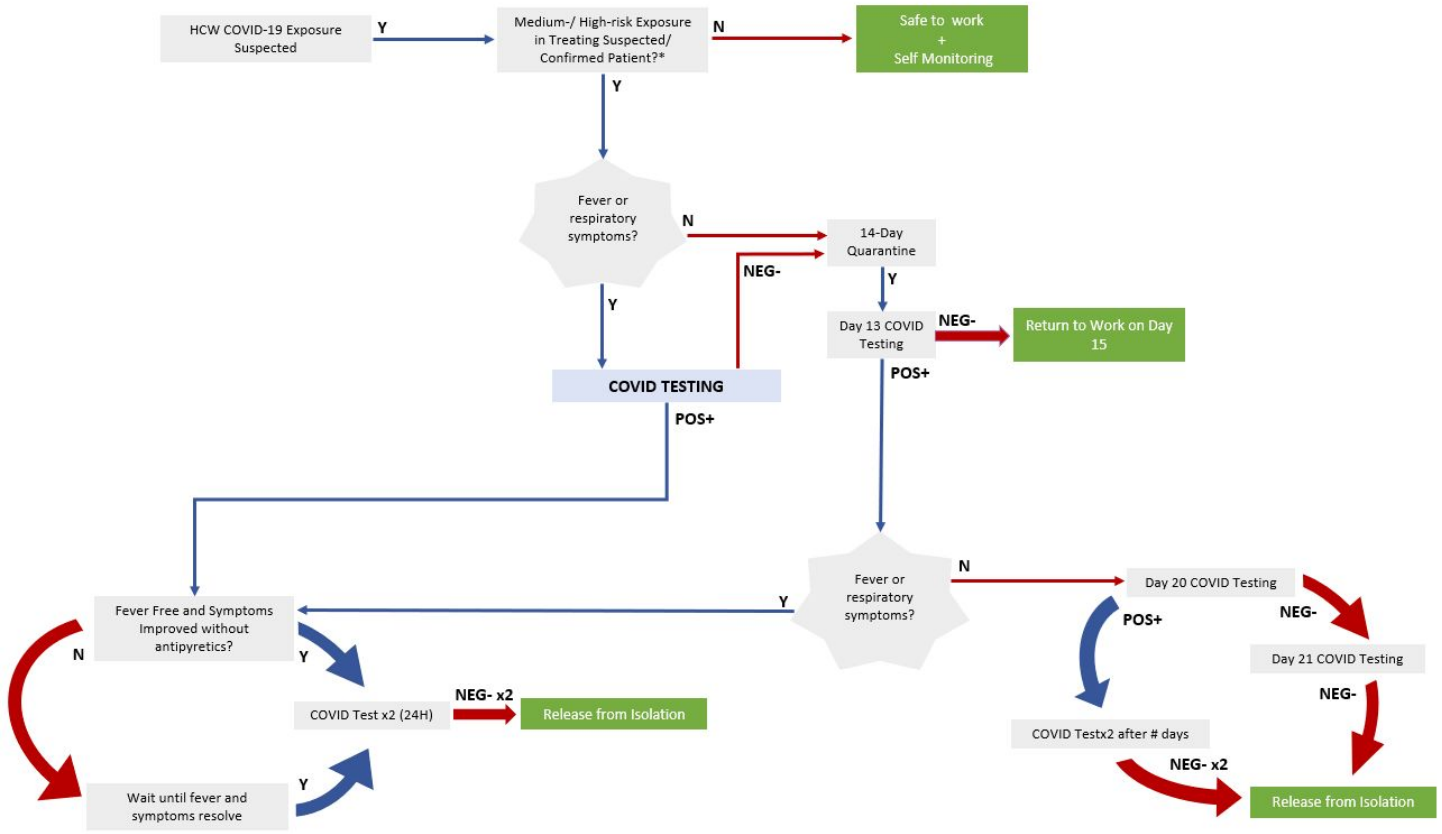 HCW COVID-19 Exposure
Suspected
Y
Medium-/ High-risk Exposure
in Treating Suspected/
Confirmed Patient?*
N
Safe to work
+
Self Monitoring
Y
Fever or
respiratory
symptoms?
N
14-Day
Quarantine
NEG-
Y
Y
Day 13 COVID
Testing
NEG-
Return to Work on Day
15
COVID TESTING
POS+
POS+
Fever or
respiratory
symptoms?
N
Day 20 COVID Testing
Y
NEG-
POS+
Day 21 COVID Testing
NEG-
Fever Free and Symptoms
Improved without
antipyretics?
N
Y
COVID Test x2 (24H)
NEG- x2
Release from Isolation
COVID Testx2 after # days
NEG- x2
Release from Isolation
Y
Wait until fever and
symptoms resolve